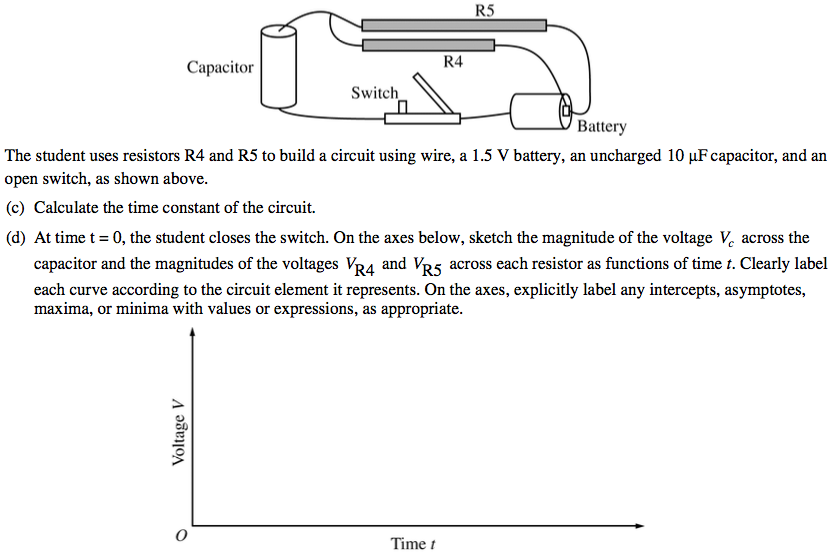 R5
R4
Capacitor
Switch
Battery
The student uses resistors R4 and R5 to build a circuit using wire, a 1.5 V battery, an uncharged 10 μF capacitor, and an
open switch, as shown above.
(c) Calculate the time constant of the circuit.
(d) At time t = 0, the student closes the switch. On the axes below, sketch the magnitude of the voltage Vc across the
capacitor and the magnitudes of the voltages VR4 and VR5 across each resistor as functions of time t. Clearly label
each curve according to the circuit element it represents. On the axes, explicitly label any intercepts, asymptotes,
maxima, or minima with values or expressions, as appropriate.
Voltage V
O
Time t